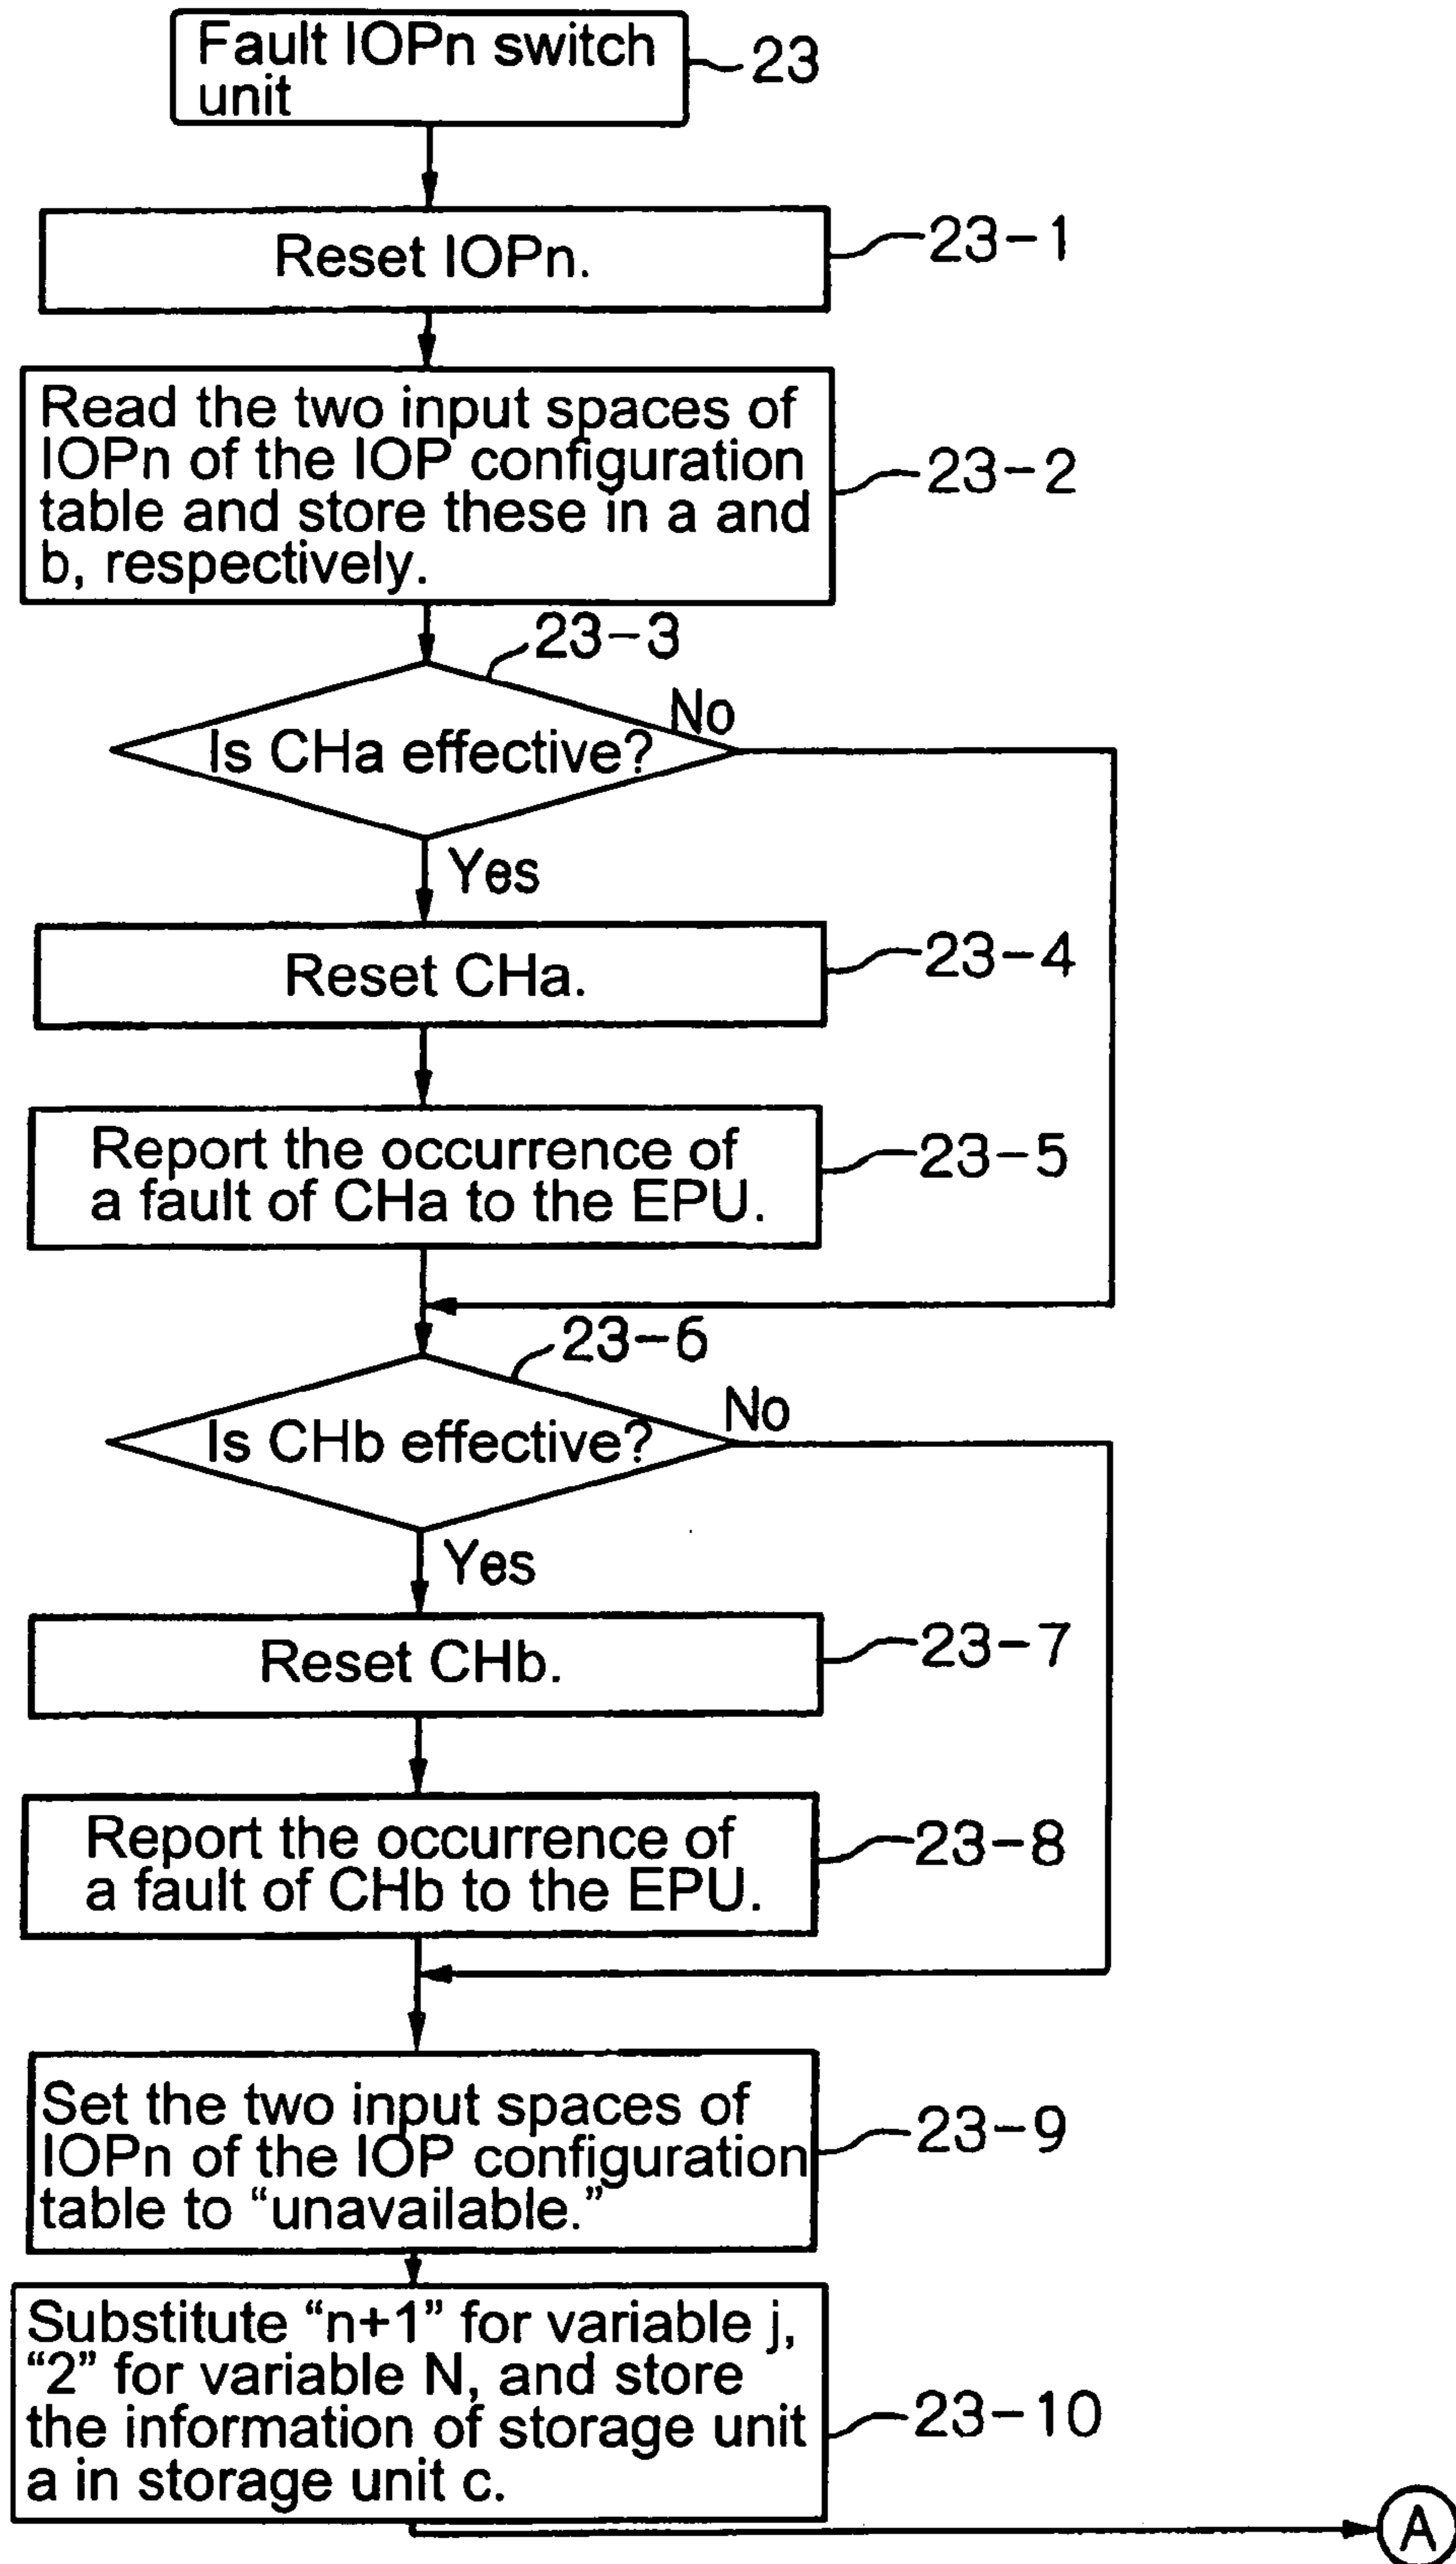 Fault IOPn switch
unit
23
Reset IOPn.
23-1
Read the two input spaces of
IOPn of the IOP configuration
table and store these in a and
b, respectively.
23-2
23-3
Is CHa effective?
No
Yes
Reset CHa.
23-4
Report the occurrence of
a fault of CHa to the EPU.
23-5
23-6
Is CHb effective?
No
Yes
Reset CHb.
23-7
Report the occurrence of
a fault of CHb to the EPU.
23-8
Set the two input spaces of
IOPn of the IOP configuration
table to “unavailable.”
23-9
Substitute “n+1” for variable j,
“2” for variable N, and store
the information of storage unit
a in storage unit c.
23-10
A